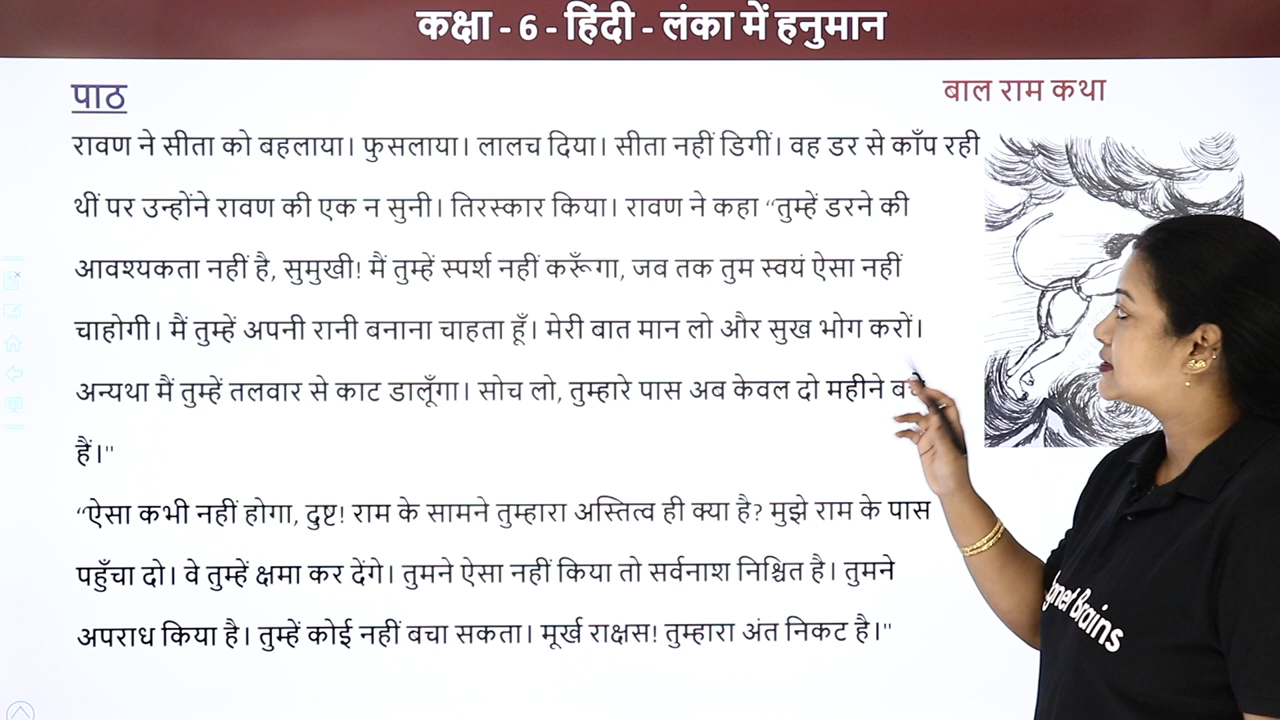 कक्षा - 6 - हिंदी - लंका में हनुमान
पाठ
बाल राम कथा
रावण ने सीता को बहलाया। फुसलाया। लालच दिया। सीता नहीं डिगीं। वह डर से काँप रही
थीं पर उन्होंने रावण की एक न सुनी। तिरस्कार किया। रावण ने कहा “तुम्हें डरने की
आवश्यकता नहीं है, सुमुखी! मैं तुम्हें स्पर्श नहीं करूँगा, जब तक तुम स्वयं ऐसा नहीं
चाहोगी। मैं तुम्हें अपनी रानी बनाना चाहता हूँ। मेरी बात मान लो और सुख भोग करों।
अन्यथा मैं तुम्हें तलवार से काट डालूँगा। सोच लो, तुम्हारे पास अब केवल दो महीने
हैं।"
“ऐसा कभी नहीं होगा, दुष्ट! राम के सामने तुम्हारा अस्तित्व ही क्या है? मुझे राम के पास
पहुँचा दो। वे तुम्हें क्षमा कर देंगे। तुमने ऐसा नहीं किया तो सर्वनाश निश्चित है। तुमने
अपराध किया है। तुम्हें कोई नहीं बचा सकता। मूर्ख राक्षस! तुम्हारा अंत निकट है।"
Brains